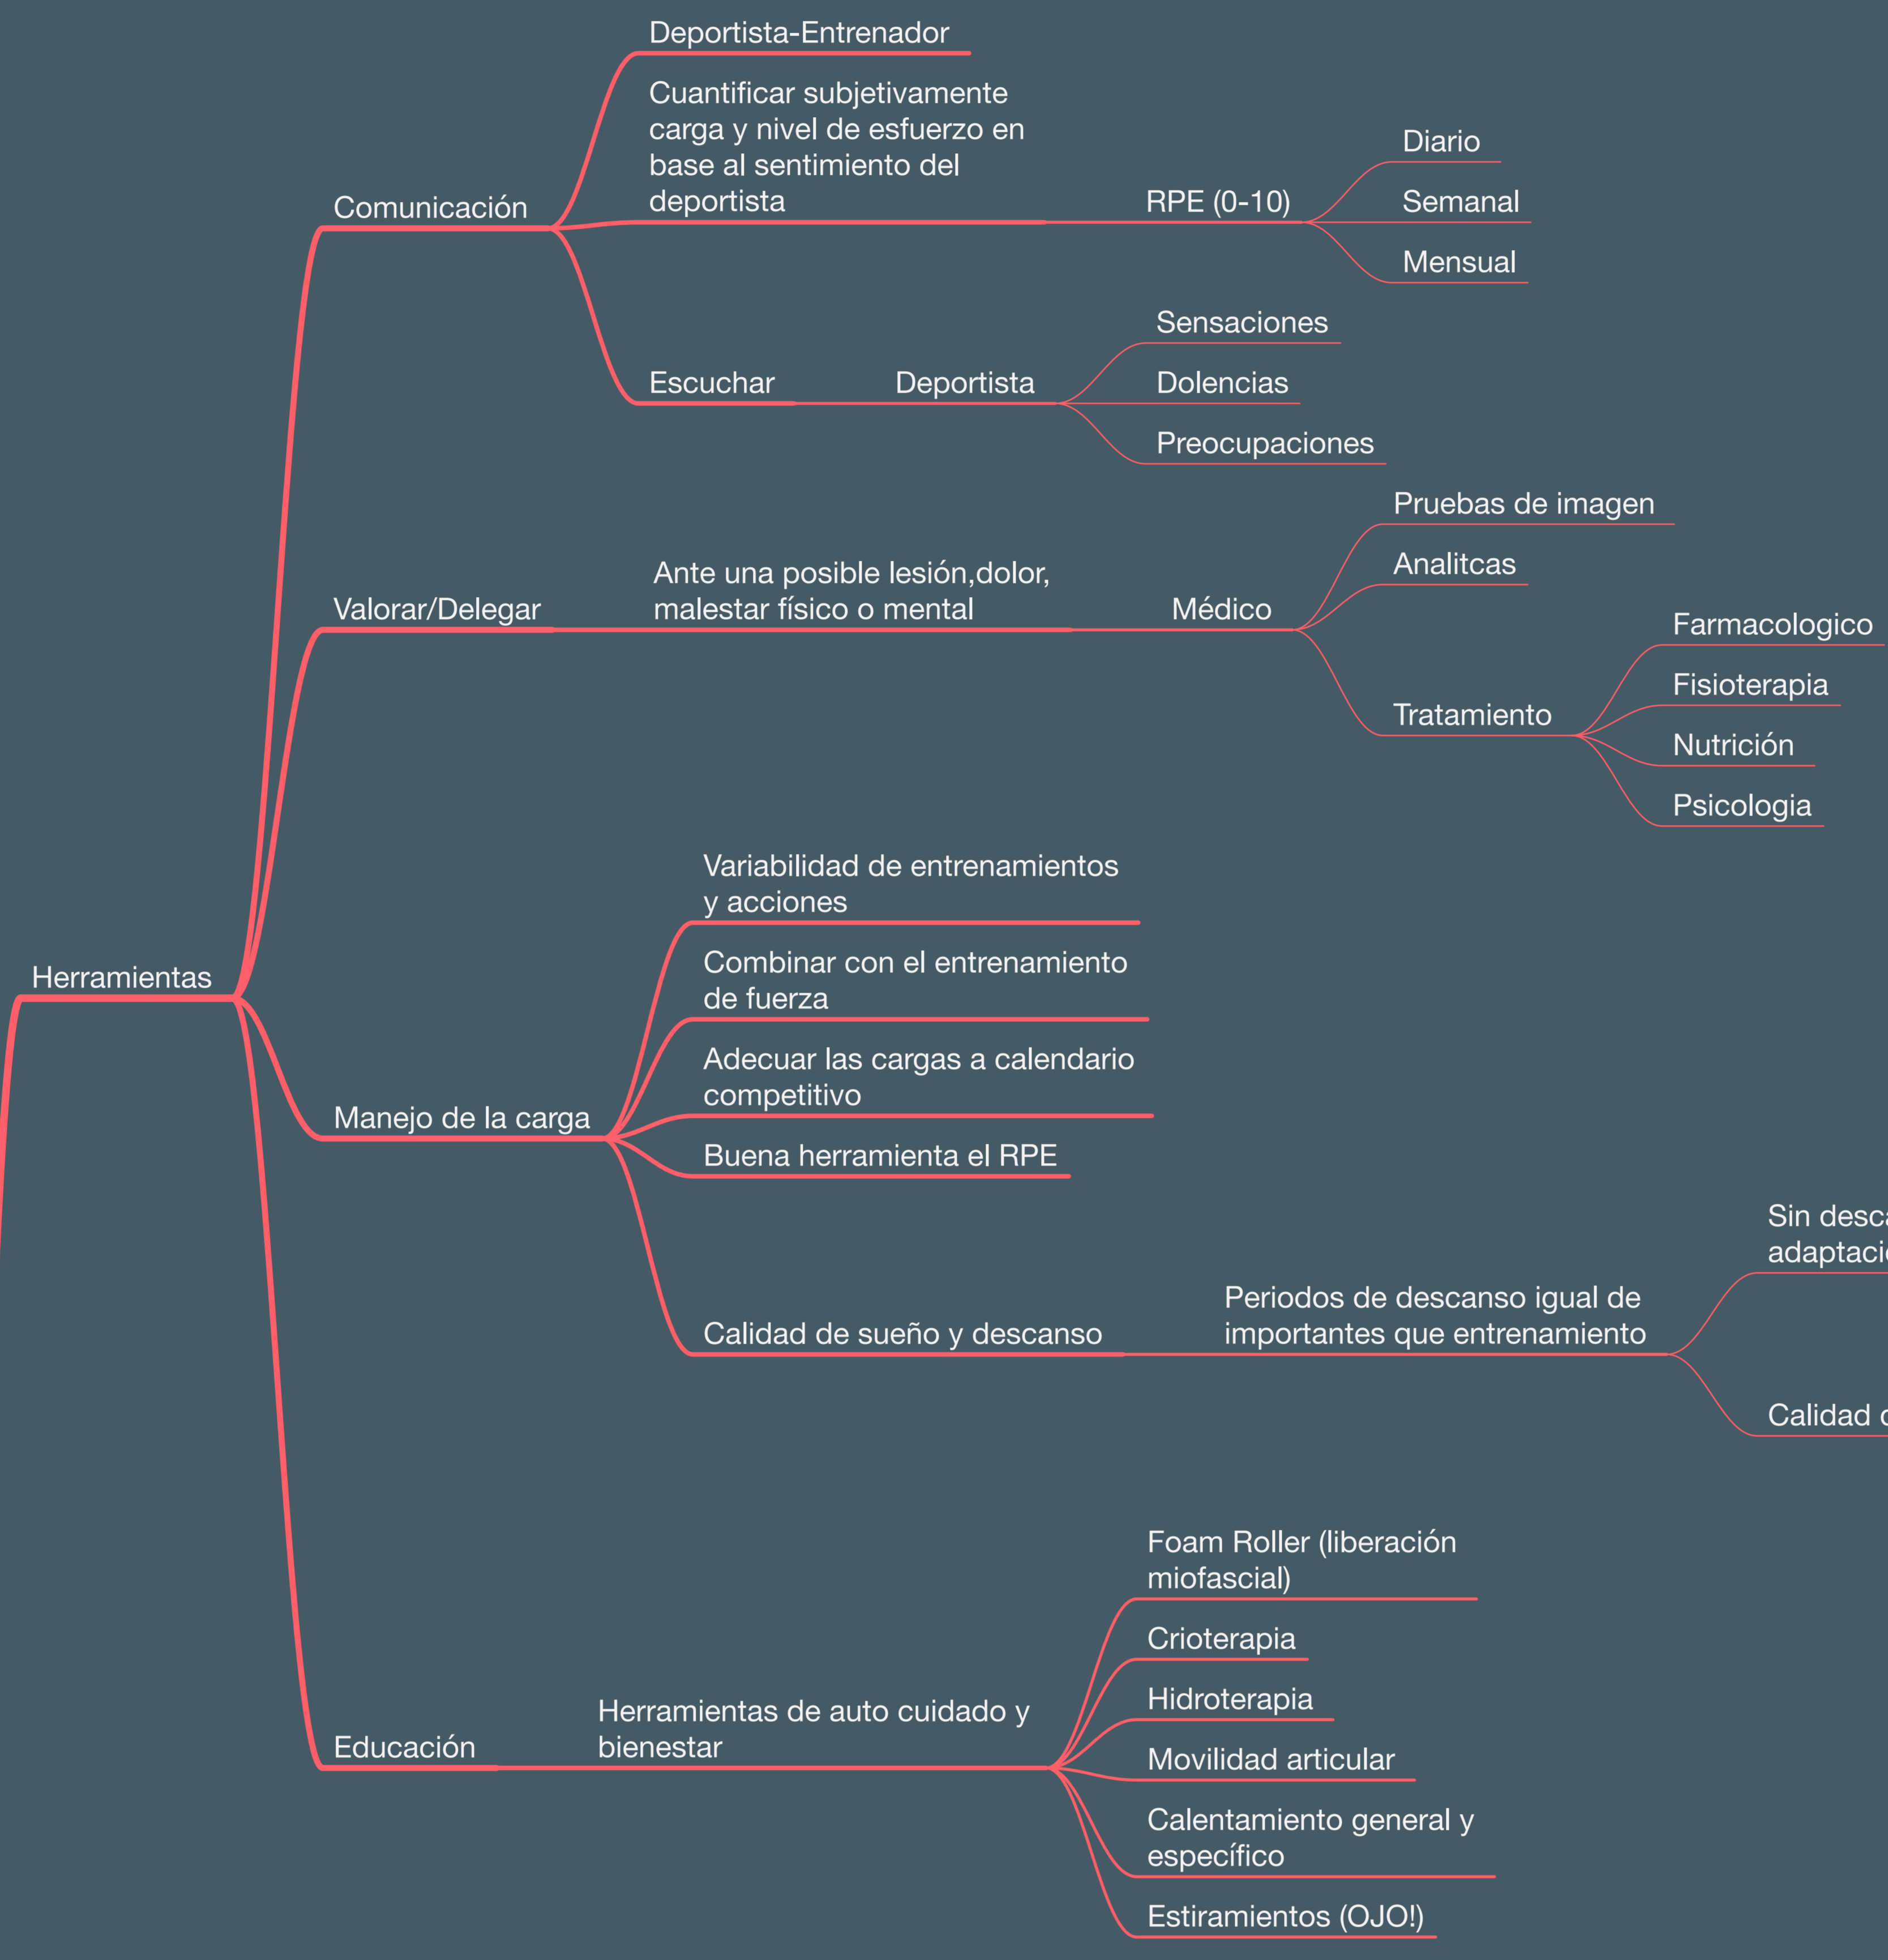 Deportista-Entrenador
Cuantificar subjetivamente
carga y nivel de esfuerzo en
base al sentimiento del
deportista
RPE (0-10)
Diario
Semanal
Mensual
Comunicación
Escuchar
Deportista
Sensaciones
Dolencias
Preocupaciones
Valorar/Delegar
Ante una posible lesión,dolor,
malestar físico o mental
Médico
Pruebas de imagen
Analitcas
Tratamiento
Farmacologico
Fisioterapia
Nutrición
Psicologia
Herramientas
Manejo de la carga
Variabilidad de entrenamientos
y acciones
Combinar con el entrenamiento
de fuerza
Adecuar las cargas a calendario
competitivo
Buena herramienta el RPE
Calidad de sueño y descanso
Periodos de descanso igual de
importantes que entrenamiento
Sin
Calidad
Educación
Herramientas de auto cuidado y
bienestar
Foam Roller (liberación
miofascial)
Crioterapia
Hidroterapia
Movilidad articular
Calentamiento general y
específico
Estiramientos (OJO!)